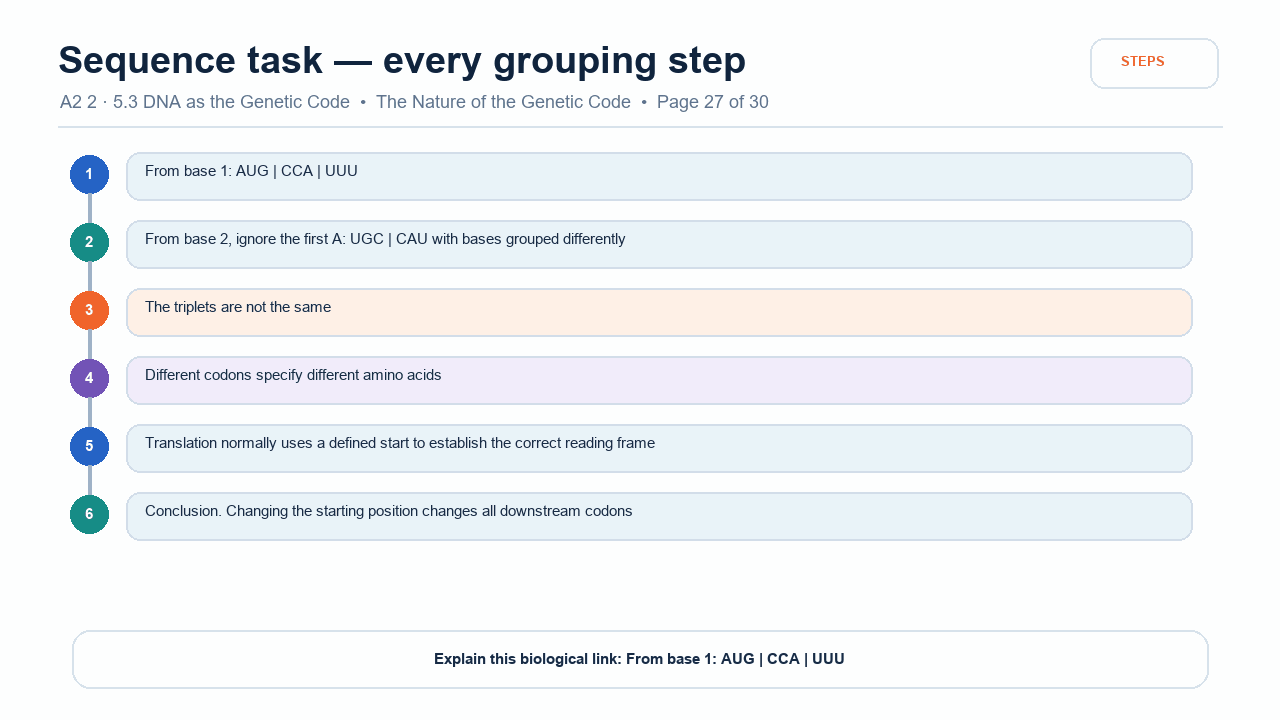 Sequence task — every grouping step
STEPS
A2 2 · 5.3 DNA as the Genetic Code • The Nature of the Genetic Code • Page 27 of 30
1
From base 1: AUG | CCA | UUU
2
From base 2, ignore the first A: UGC | CAU with bases grouped differently
3
The triplets are not the same
4
Different codons specify different amino acids
5
Translation normally uses a defined start to establish the correct reading frame
6
Conclusion. Changing the starting position changes all downstream codons
Explain this biological link: From base 1: AUG | CCA | UUU